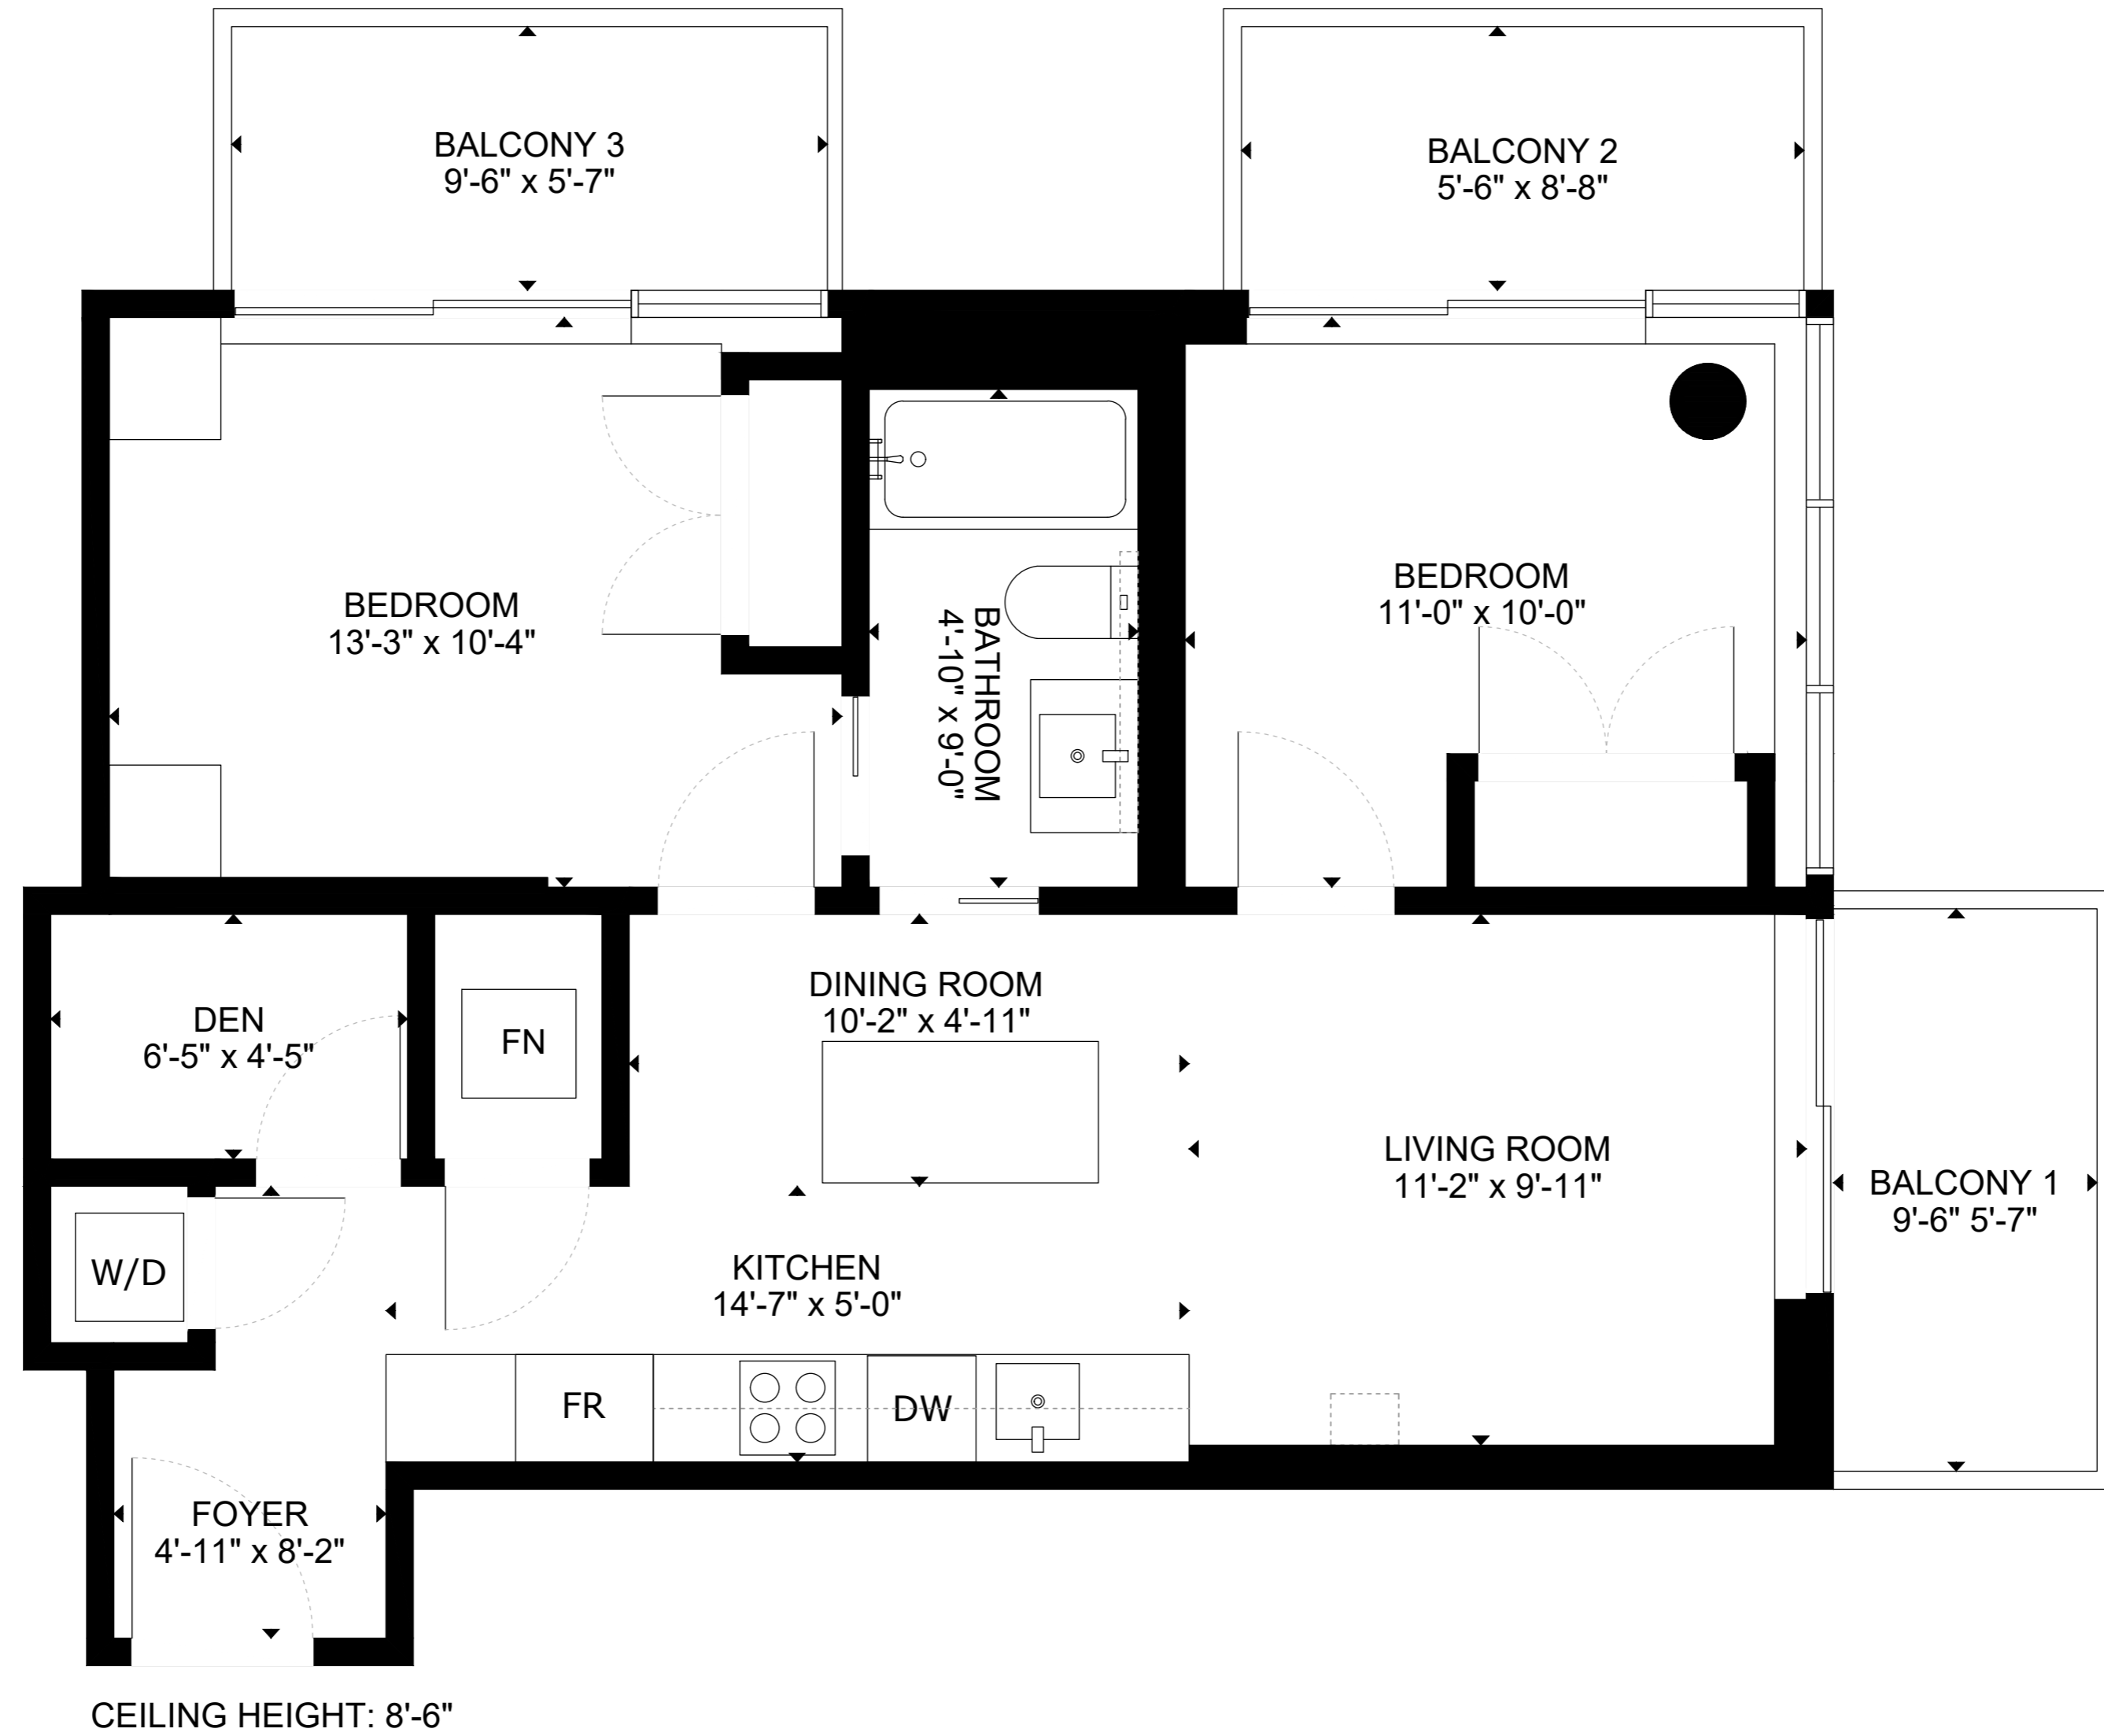 BALCONY 3
9'-6" x 5'-7"
BALCONY 2
5'-6" x 8'-8"
BEDROOM
13'-3" x 10'-4"
BATHROOM
4'-10" x 9'-0"
BEDROOM
11'-0" x 10'-0"
DEN
6'-5" x 4'-5"
FN
DINING ROOM
10'-2" x 4'-11"
LIVING ROOM
11'-2" x 9'-11"
BALCONY 1
9'-6" 5'-7"
W/D
KITCHEN
14'-7" x 5'-0"
FR
DW
FOYER
4'-11" x 8'-2"
CEILING HEIGHT: 8'-6"